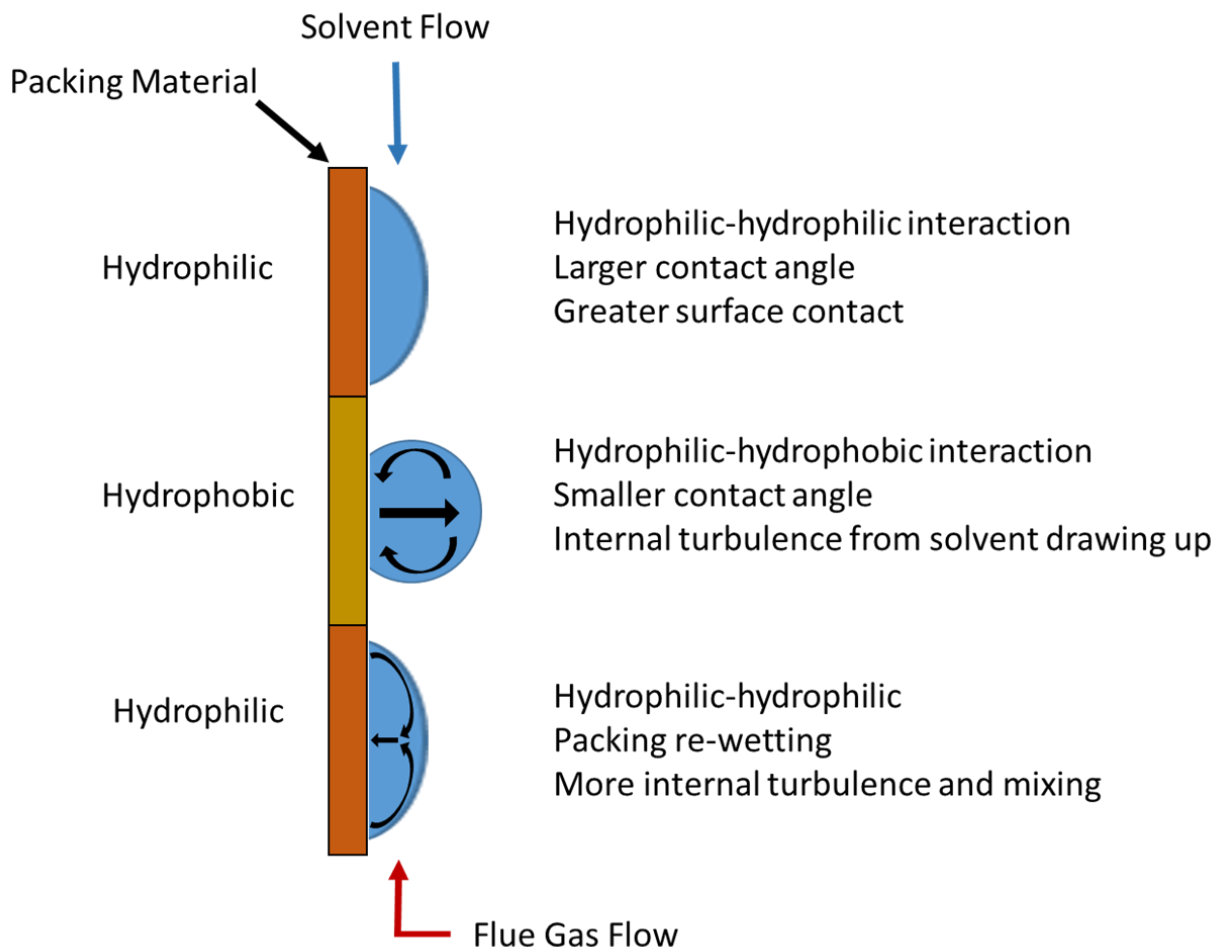 Solvent Flow
Packing Material
Hydrophilic
Hydrophilic-hydrophilic interaction
Larger contact angle
Greater surface contact
Hydrophobic
Hydrophilic-hydrophobic interaction
Smaller contact angle
Internal turbulence from solvent drawing up
Hydrophilic
Hydrophilic-hydrophilic
Packing re-wetting
More internal turbulence and mixing
Flue Gas Flow